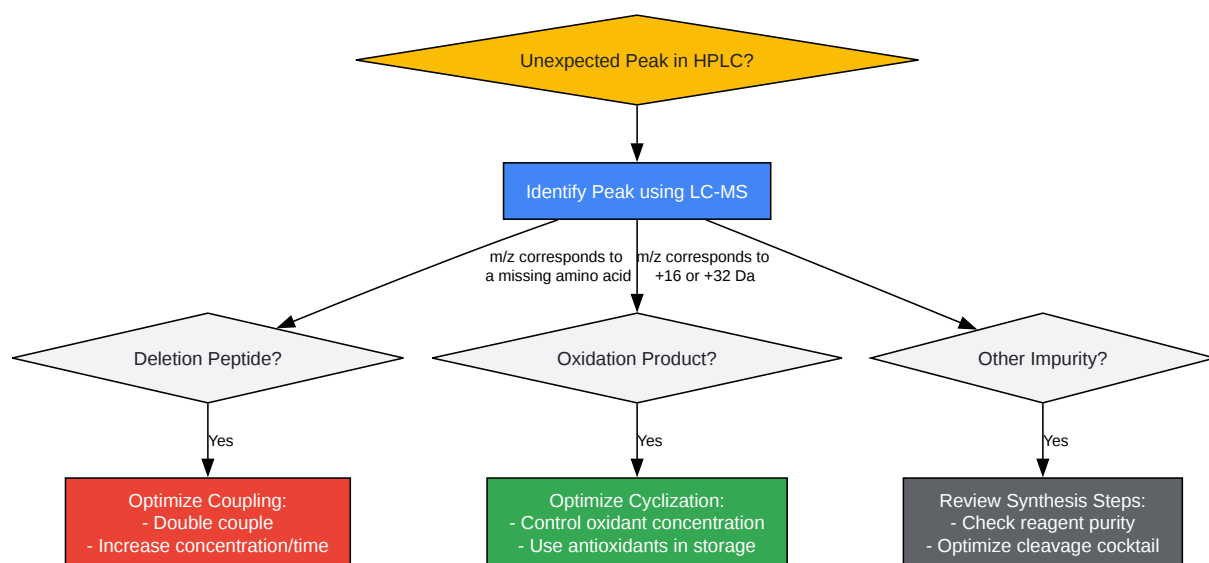 Unexpected Peak in HPLC?
Identify Peak using LC-MS
m/z corresponds to
a missing amino acid
m/z corresponds to
+16 or +32 Da
Deletion Peptide?
Oxidation Product?
Other Impurity?
Yes
Yes
Yes
Optimize Coupling:
- Double couple
- Increase concentration/time
Optimize Cyclization:
- Control oxidant concentration
- Use antioxidants in storage
Review Synthesis Steps:
- Check reagent purity
- Optimize cleavage cocktail